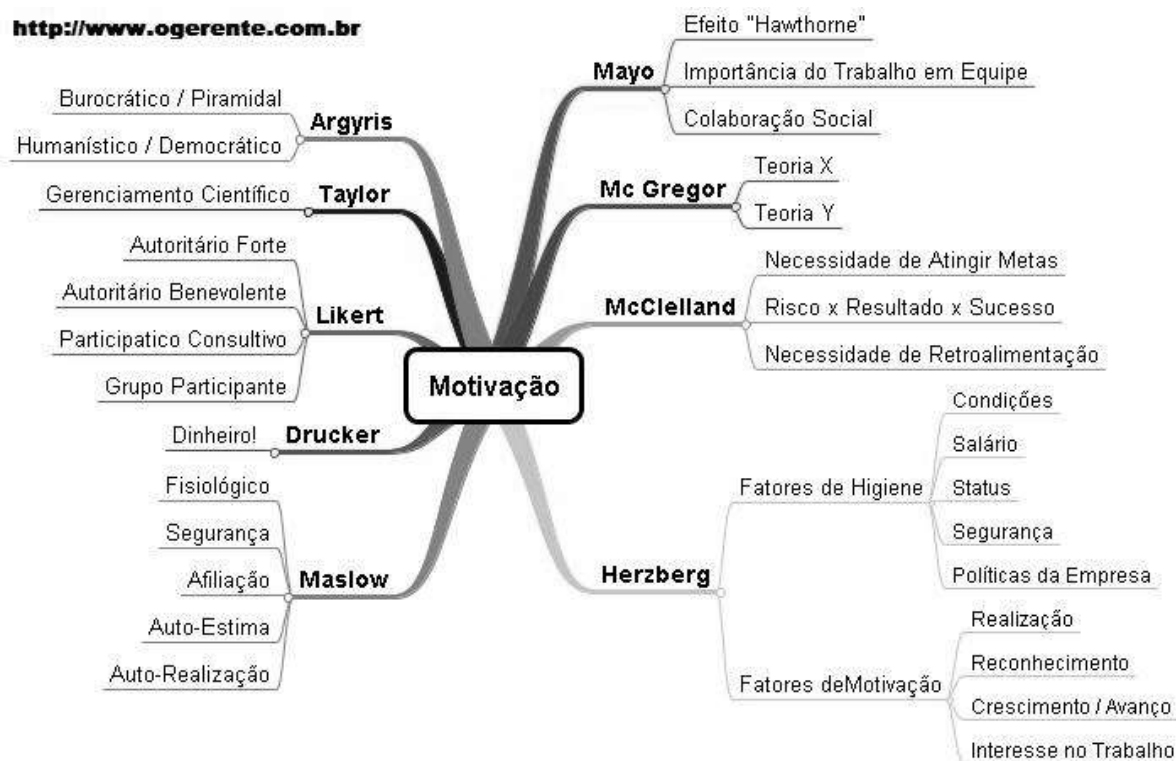 http://www.ogerente.com.br
Motivação
Argyris
Burocrático / Piramidal
Humanístico / Democrático
Taylor
Gerenciamento Científico
Likert
Autoritário Forte
Autoritário Benevolente
Participatico Consultivo
Grupo Participante
Drucker
Dinheiro!
Maslow
Fisiológico
Segurança
Afiliação
Auto-Estima
Auto-Realização
Mayo
Efeito "Hawthorne"
Importância do Trabalho em Equipe
Colaboração Social
Mc Gregor
Teoria X
Teoria Y
McClelland
Necessidade de Atingir Metas
Risco x Resultado x Sucesso
Necessidade de Retroalimentação
Herzberg
Fatores de Higiene
Condições
Salário
Status
Segurança
Políticas da Empresa
Fatores deMotivação
Realização
Reconhecimento
Crescimento / Avanço
Interesse no Trabalho